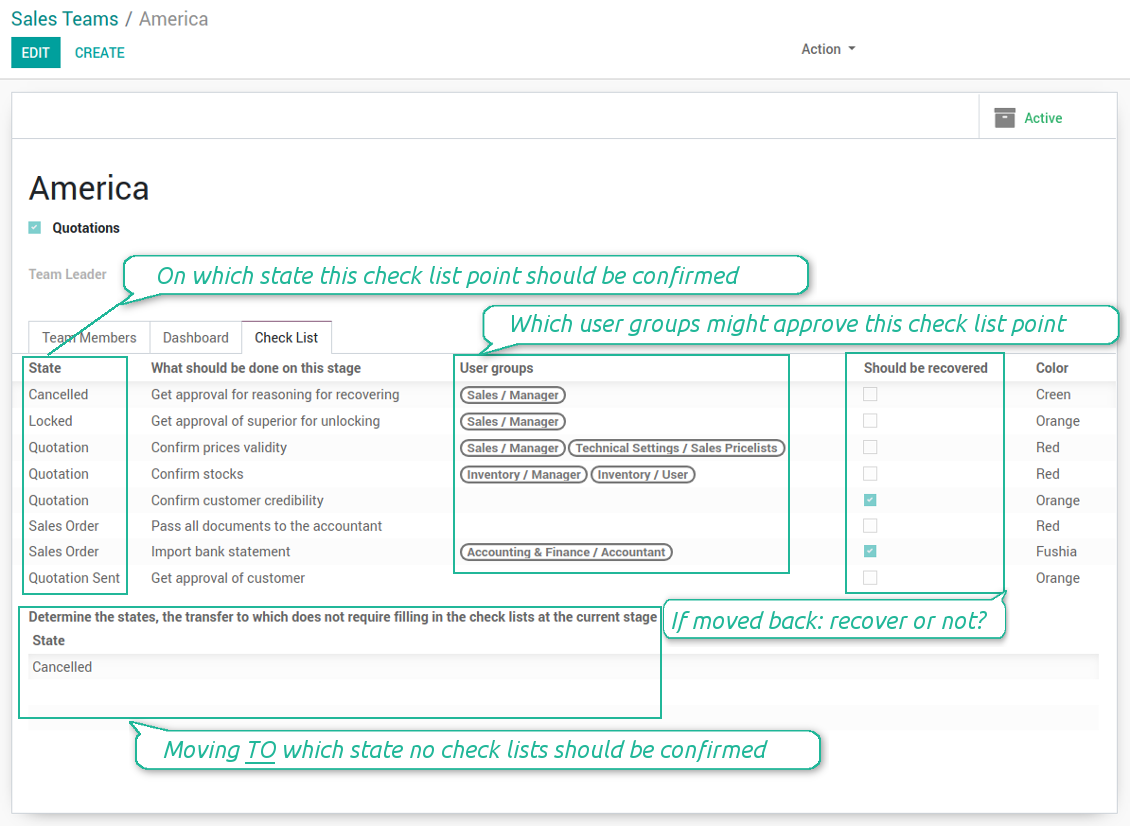 Sales Teams / America
EDIT CREATE
Action
Active
America
Quotations
Team Leader
On which state this check list point should be confirmed
Which user groups might approve this check list point
Team Members Dashboard Check List
State What should be done on this stage User groups Should be recovered Color
Cancelled Get approval for reasoning for recovering Sales / Manager Creen
Locked Get approval of superior for unlocking Sales / Manager Orange
Quotation Confirm prices validity Sales / Manager Technical Settings / Sales Pricelists Red
Quotation Confirm stocks Inventory / Manager Inventory / User Red
Quotation Confirm customer credibility Orange
Sales Order Pass all documents to the accountant Red
Sales Order Import bank statement Accounting & Finance / Accountant Fushia
Quotation Sent Get approval of customer Orange
Determine the states, the transfer to which does not require filling in the check lists at the current stage
If moved back: recover or not?
State
Cancelled
Moving TO which state no check lists should be confirmed